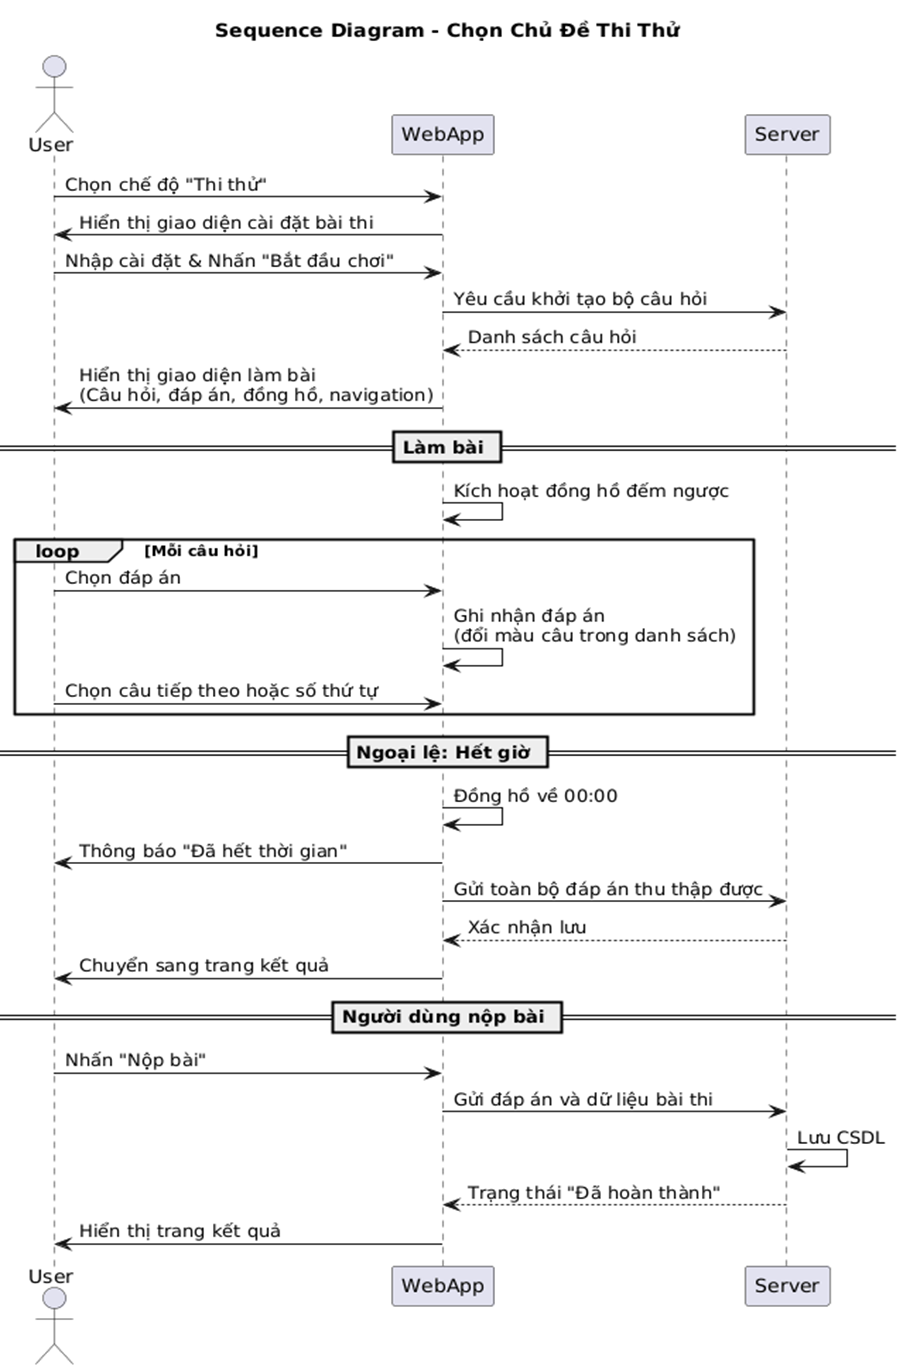 Sequence Diagram - Chọn Chủ Đề Thi Thử
User
WebApp
Server
Chọn chế độ "Thi thử"
Hiển thị giao diện cài đặt bài thi
Nhập cài đặt & Nhấn "Bắt đầu chơi"
Yêu cầu khởi tạo bộ câu hỏi
Danh sách câu hỏi
Hiển thị giao diện làm bài
(Câu hỏi, đáp án, đồng hồ, navigation)
Làm bài
Kích hoạt đồng hồ đếm ngược
loop
[Mỗi câu hỏi]
Chọn đáp án
Ghi nhận đáp án
(đổi màu câu trong danh sách)
Chọn câu tiếp theo hoặc số thứ tự
Ngoại lệ: Hết giờ
Đồng hồ về 00:00
Thông báo "Đã hết thời gian"
Gửi toàn bộ đáp án thu thập được
Xác nhận lưu
Chuyển sang trang kết quả
Người dùng nộp bài
Nhấn "Nộp bài"
Gửi đáp án và dữ liệu bài thi
Lưu CSDL
Trạng thái "Đã hoàn thành"
Hiển thị trang kết quả
User
WebApp
Server